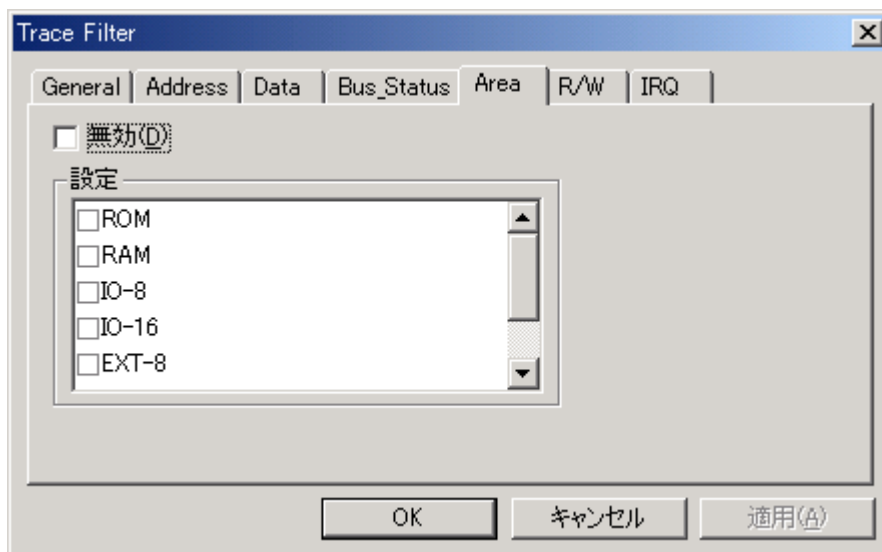 Trace Filter
General Address Data Bus_Status Area R/W IRQ
無効(D)
設定
ROM
RAM
IO-8
IO-16
EXT-8
OK キャンセル 適用(A)